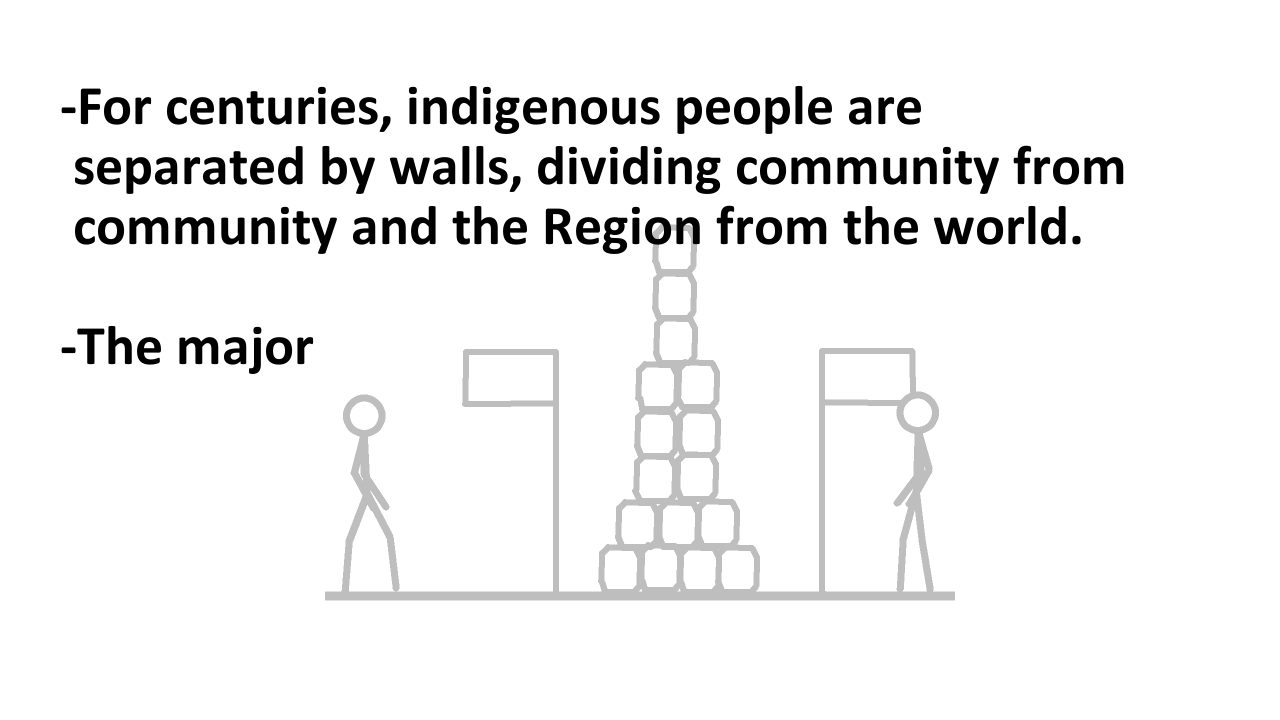 -For centuries, indigenous people are
separated by walls, dividing community from
community and the Region from the world.
-The major